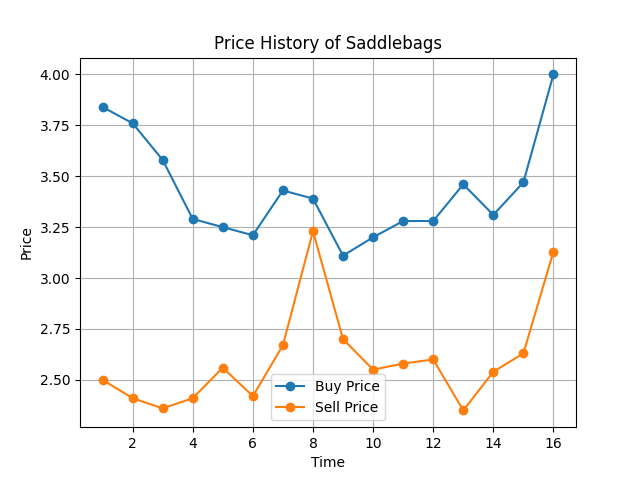 Price History of Saddlebags
4.00
3.75
3.50
3.25
3.00
2.75
2.50
Price
Buy Price
Sell Price
2 4 6 8 10 12 14 16
Time